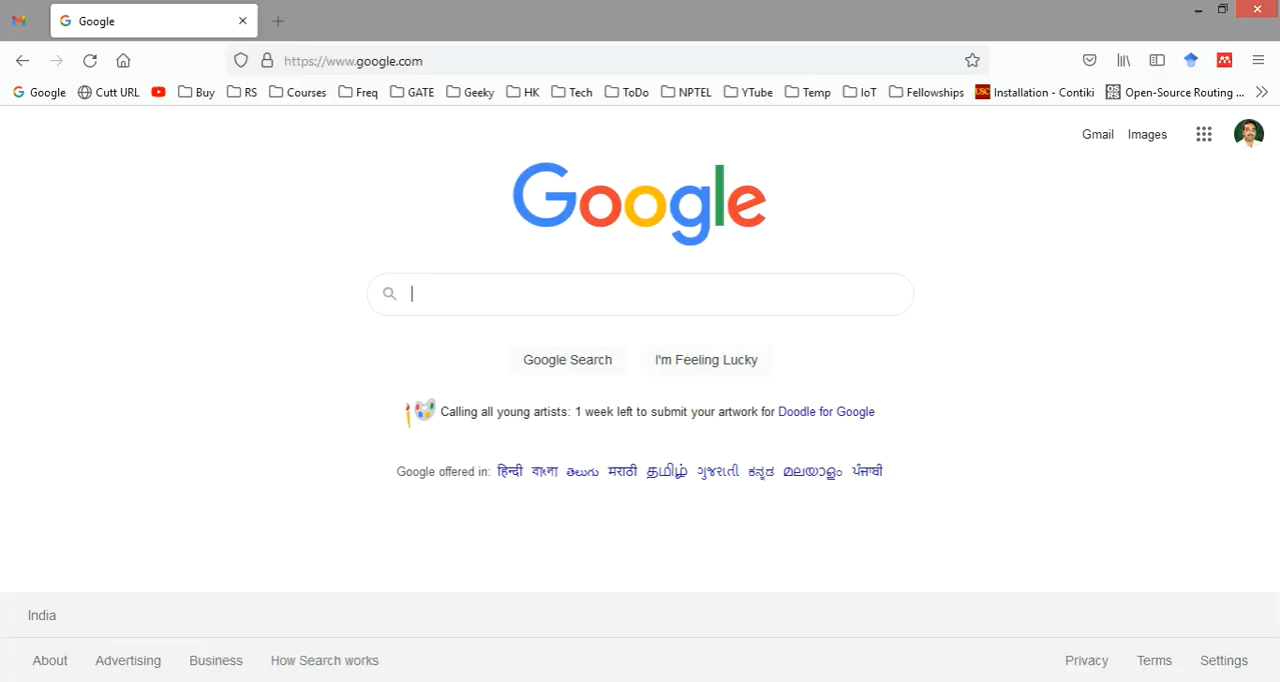 Google
https://www.google.com
Google Cutt URL Buy RS Courses Freq GATE Geeky HK Tech ToDo NPTEL YTube Temp IoT Fellowships USC Installation - Contiki Open-Source Routing ...
Gmail Images
Google
Google Search I'm Feeling Lucky
Calling all young artists: 1 week left to submit your artwork for Doodle for Google
Google offered in: हिन्दी বাংলা తెలుగు मराठी தமிழ் ગુજરાતી ಕನ್ನಡ മലയാളം ਪੰਜਾਬੀ
India
About Advertising Business How Search works Privacy Terms Settings